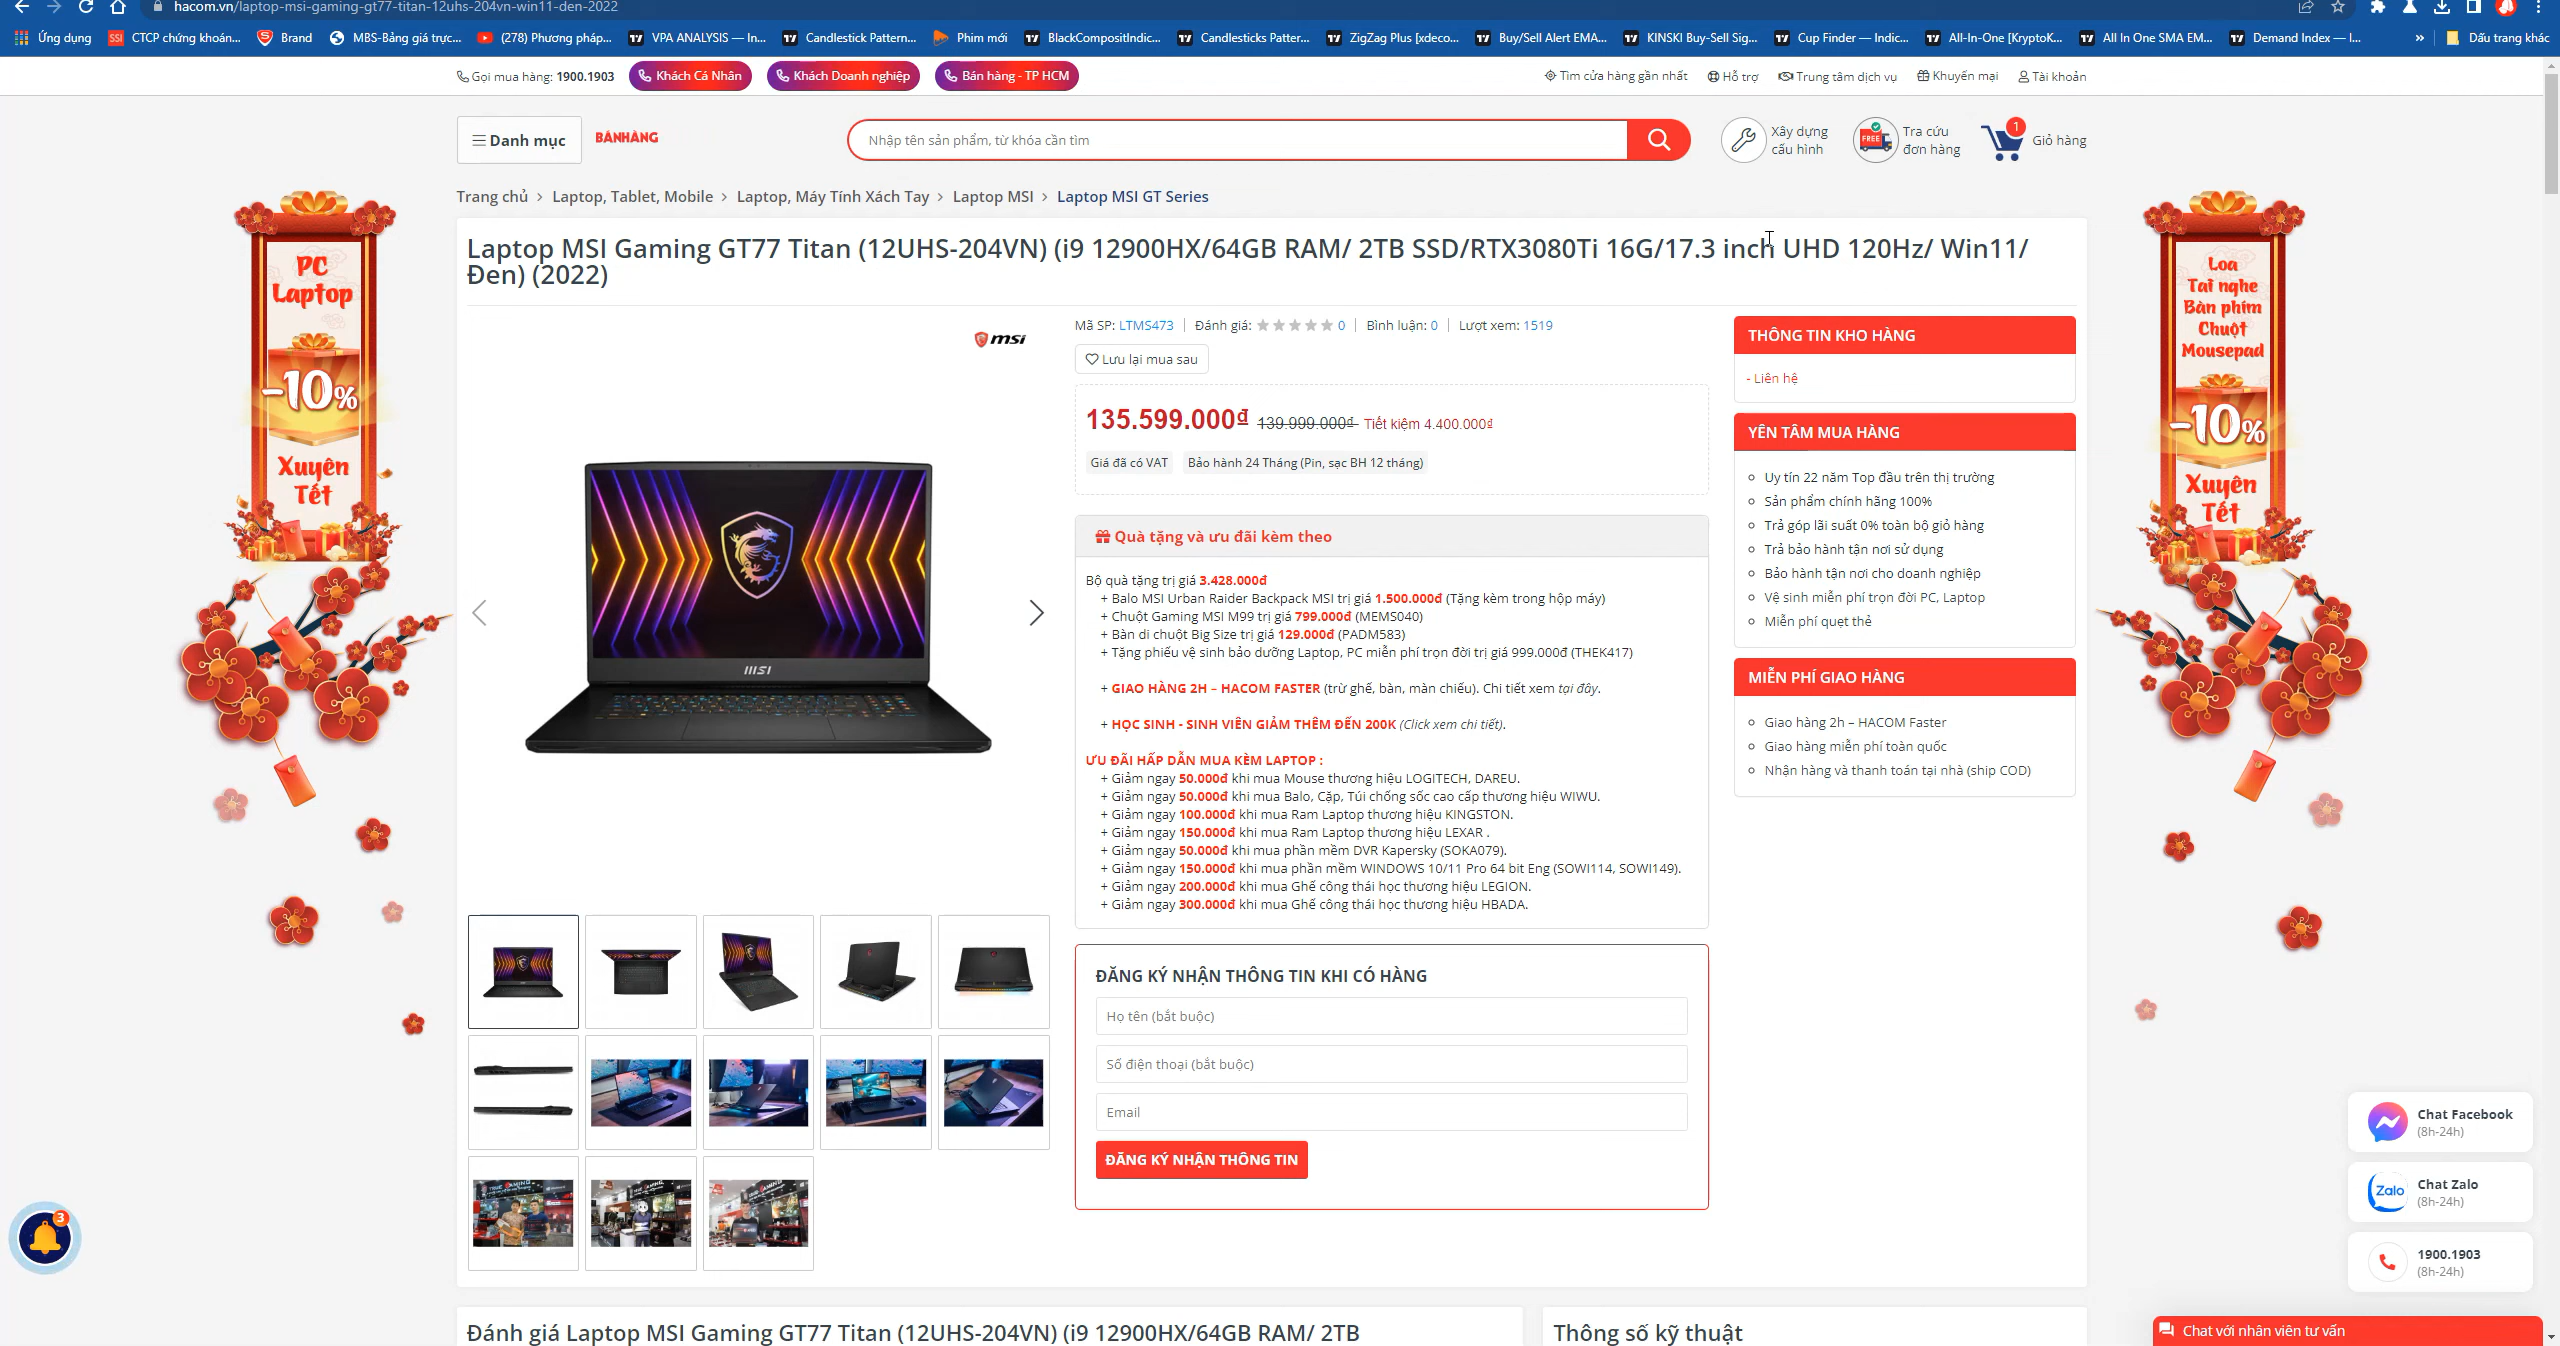 hacom.vn/laptop-msi-gaming-gt77-titan-12uhs-204vn-win11-den-2022
Ứng dụng
SSI CTCP chứng khoán...
Brand
MBS-Bảng giá trực...
(278) Phương pháp...
VPA ANALYSIS — In...
Candlestick Pattern...
Phim mới
BlackCompositIndic...
Candlesticks Patter...
ZigZag Plus [xdeco...
Buy/Sell Alert EMA...
KINSKI Buy-Sell Sig...
Cup Finder — Indic...
All-In-One [KryptoK...
All In One SMA EM...
Demand Index — I...
»
Dấu trang khác
Gọi mua hàng: 1900.1903
Khách Cá Nhân
Khách Doanh nghiệp
Bán hàng - TP HCM
Tìm cửa hàng gần nhất
Hỗ trợ
Trung tâm dịch vụ
Khuyến mại
Tài khoản
Danh mục
BÁN HÀNG
Nhập tên sản phẩm, từ khóa cần tìm
Xây dựng
cấu hình
FREE
Tra cứu
đơn hàng
1
Giỏ hàng
Trang chủ > Laptop, Tablet, Mobile > Laptop, Máy Tính Xách Tay > Laptop MSI > Laptop MSI GT Series
PC
Laptop
-10%
Xuyên
Tết
Laptop MSI Gaming GT77 Titan (12UHS-204VN) (i9 12900HX/64GB RAM/ 2TB SSD/RTX3080Ti 16G/17.3 inch UHD 120Hz/ Win11/
Đen) (2022)
msi
msi
Mã SP: LTMS473 | Đánh giá: 0 | Bình luận: 0 | Lượt xem: 1519
Lưu lại mua sau
135.599.000₫ 139.999.000₫ Tiết kiệm 4.400.000₫
Giá đã có VAT
Bảo hành 24 Tháng (Pin, sạc BH 12 tháng)
Quà tặng và ưu đãi kèm theo
Bộ quà tặng trị giá 3.428.000đ
+ Balo MSI Urban Raider Backpack MSI trị giá 1.500.000đ (Tặng kèm trong hộp máy)
+ Chuột Gaming MSI M99 trị giá 799.000đ (MEMS040)
+ Bàn di chuột Big Size trị giá 129.000đ (PADM583)
+ Tặng phiếu vệ sinh bảo dưỡng Laptop, PC miễn phí trọn đời trị giá 999.000đ (THEK417)
+ GIAO HÀNG 2H – HACOM FASTER (trừ ghế, bàn, màn chiếu). Chi tiết xem tại đây.
+ HỌC SINH - SINH VIÊN GIẢM THÊM ĐẾN 200K (Click xem chi tiết).
ƯU ĐÃI HẤP DẪN MUA KÈM LAPTOP :
+ Giảm ngay 50.000đ khi mua Mouse thương hiệu LOGITECH, DAREU.
+ Giảm ngay 50.000đ khi mua Balo, Cặp, Túi chống sốc cao cấp thương hiệu WIWU.
+ Giảm ngay 100.000đ khi mua Ram Laptop thương hiệu KINGSTON.
+ Giảm ngay 150.000đ khi mua Ram Laptop thương hiệu LEXAR .
+ Giảm ngay 50.000đ khi mua phần mềm DVR Kapersky (SOKA079).
+ Giảm ngay 150.000đ khi mua phần mềm WINDOWS 10/11 Pro 64 bit Eng (SOWI114, SOWI149).
+ Giảm ngay 200.000đ khi mua Ghế công thái học thương hiệu LEGION.
+ Giảm ngay 300.000đ khi mua Ghế công thái học thương hiệu HBADA.
ĐĂNG KÝ NHẬN THÔNG TIN KHI CÓ HÀNG
Họ tên (bắt buộc)
Số điện thoại (bắt buộc)
Email
ĐĂNG KÝ NHẬN THÔNG TIN
THÔNG TIN KHO HÀNG
- Liên hệ
YÊN TÂM MUA HÀNG
Uy tín 22 năm Top đầu trên thị trường
Sản phẩm chính hãng 100%
Trả góp lãi suất 0% toàn bộ giỏ hàng
Trả bảo hành tận nơi sử dụng
Bảo hành tận nơi cho doanh nghiệp
Vệ sinh miễn phí trọn đời PC, Laptop
Miễn phí quẹt thẻ
MIỄN PHÍ GIAO HÀNG
Giao hàng 2h – HACOM Faster
Giao hàng miễn phí toàn quốc
Nhận hàng và thanh toán tại nhà (ship COD)
Loa
Tai nghe
Bàn phím
Chuột
Mousepad
-10%
Xuyên
Tết
3
Chat Facebook
(8h-24h)
Zalo
Chat Zalo
(8h-24h)
1900.1903
(8h-24h)
Đánh giá Laptop MSI Gaming GT77 Titan (12UHS-204VN) (i9 12900HX/64GB RAM/ 2TB
Thông số kỹ thuật
Chat với nhân viên tư vấn